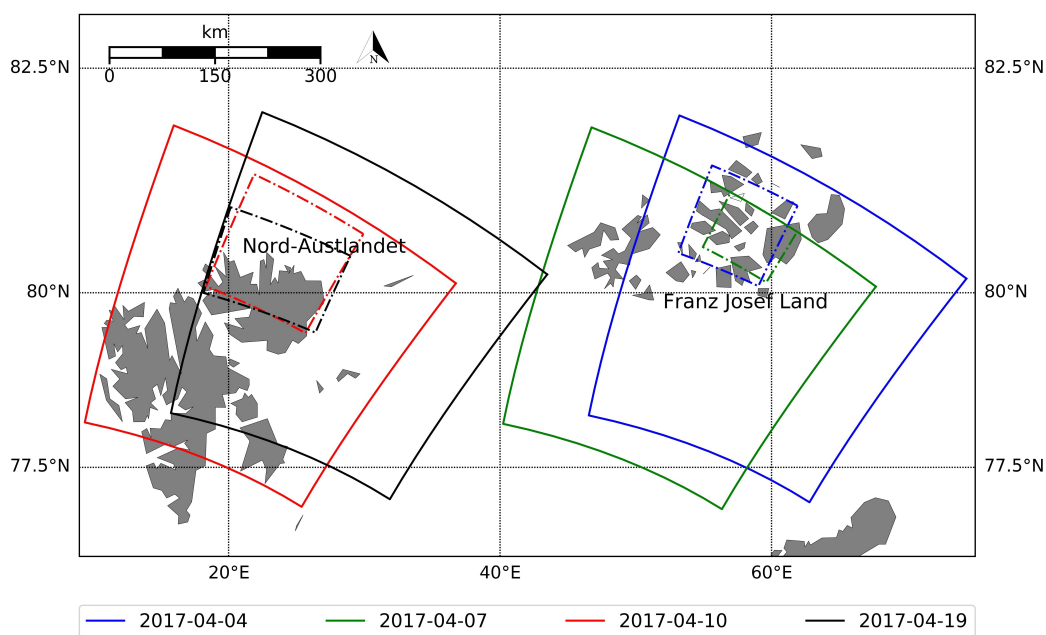 km
0 150 300
N
82.5°N 82.5°N
Nord-Austlandet
80°N 80°N
Franz Josef Land
77.5°N 77.5°N
20°E 40°E 60°E
2017-04-04 2017-04-07 2017-04-10 2017-04-19